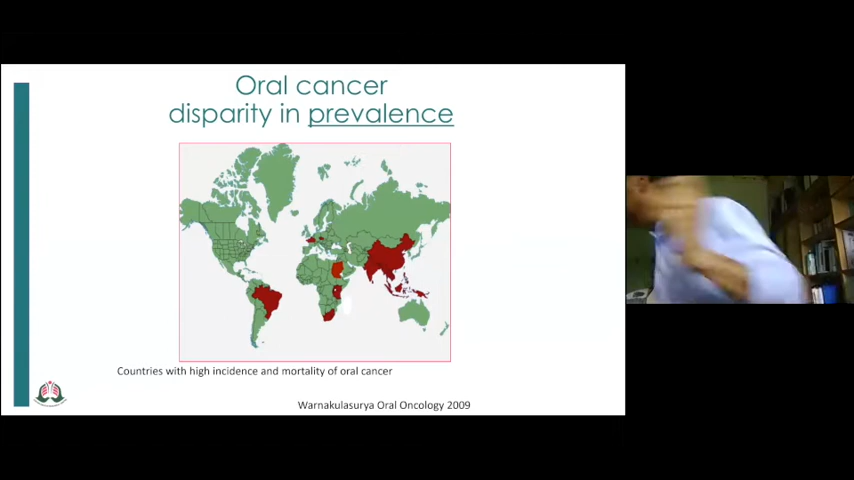 Oral cancer
disparity in prevalence
Countries with high incidence and mortality of oral cancer
Warnakulasurya Oral Oncology 2009